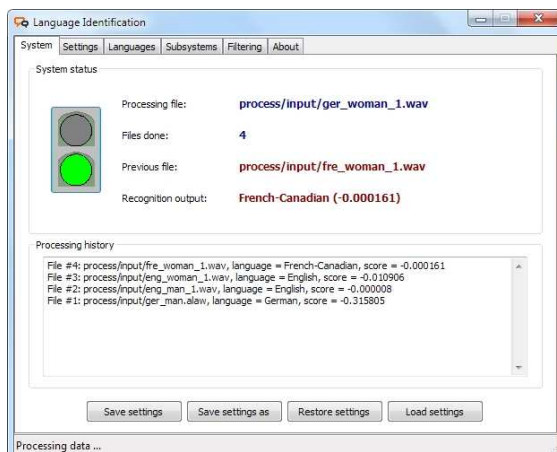 Language Identification
System Settings Languages Subsystems Filtering About
System status
Processing file: process/input/ger_woman_1.wav
Files done: 4
Previous file: process/input/fre_woman_1.wav
Recognition output: French-Canadian (-0.000161)
Processing history
File #4: process/input/fre_woman_1.wav, language = French-Canadian, score = -0.000161
File #3: process/input/eng_woman_1.wav, language = English, score = -0.010906
File #2: process/input/eng_man_1.wav, language = English, score = -0.000008
File #1: process/input/ger_man.alaw, language = German, score = -0.315805
Save settings Save settings as Restore settings Load settings
Processing data ...